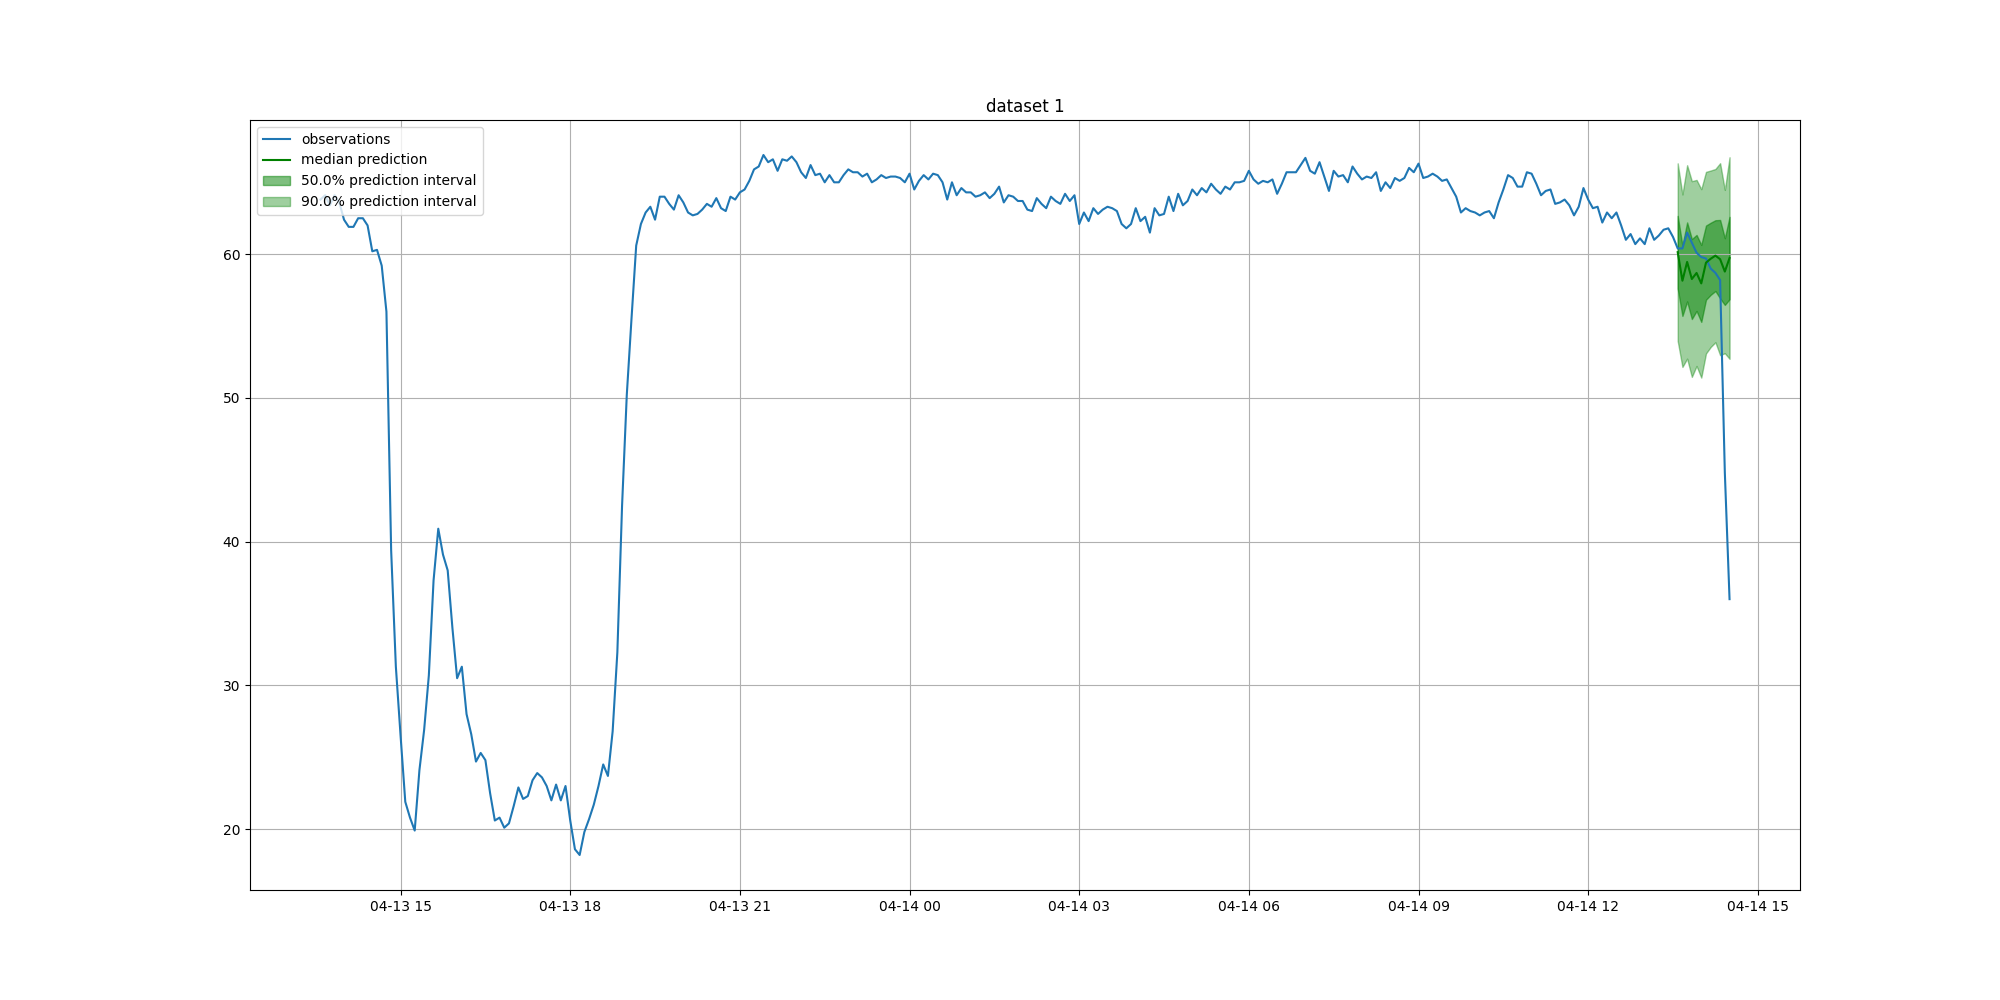 dataset 1
observations
median prediction
50.0% prediction interval
90.0% prediction interval
60
50
40
30
20
04-13 15
04-13 18
04-13 21
04-14 00
04-14 03
04-14 06
04-14 09
04-14 12
04-14 15